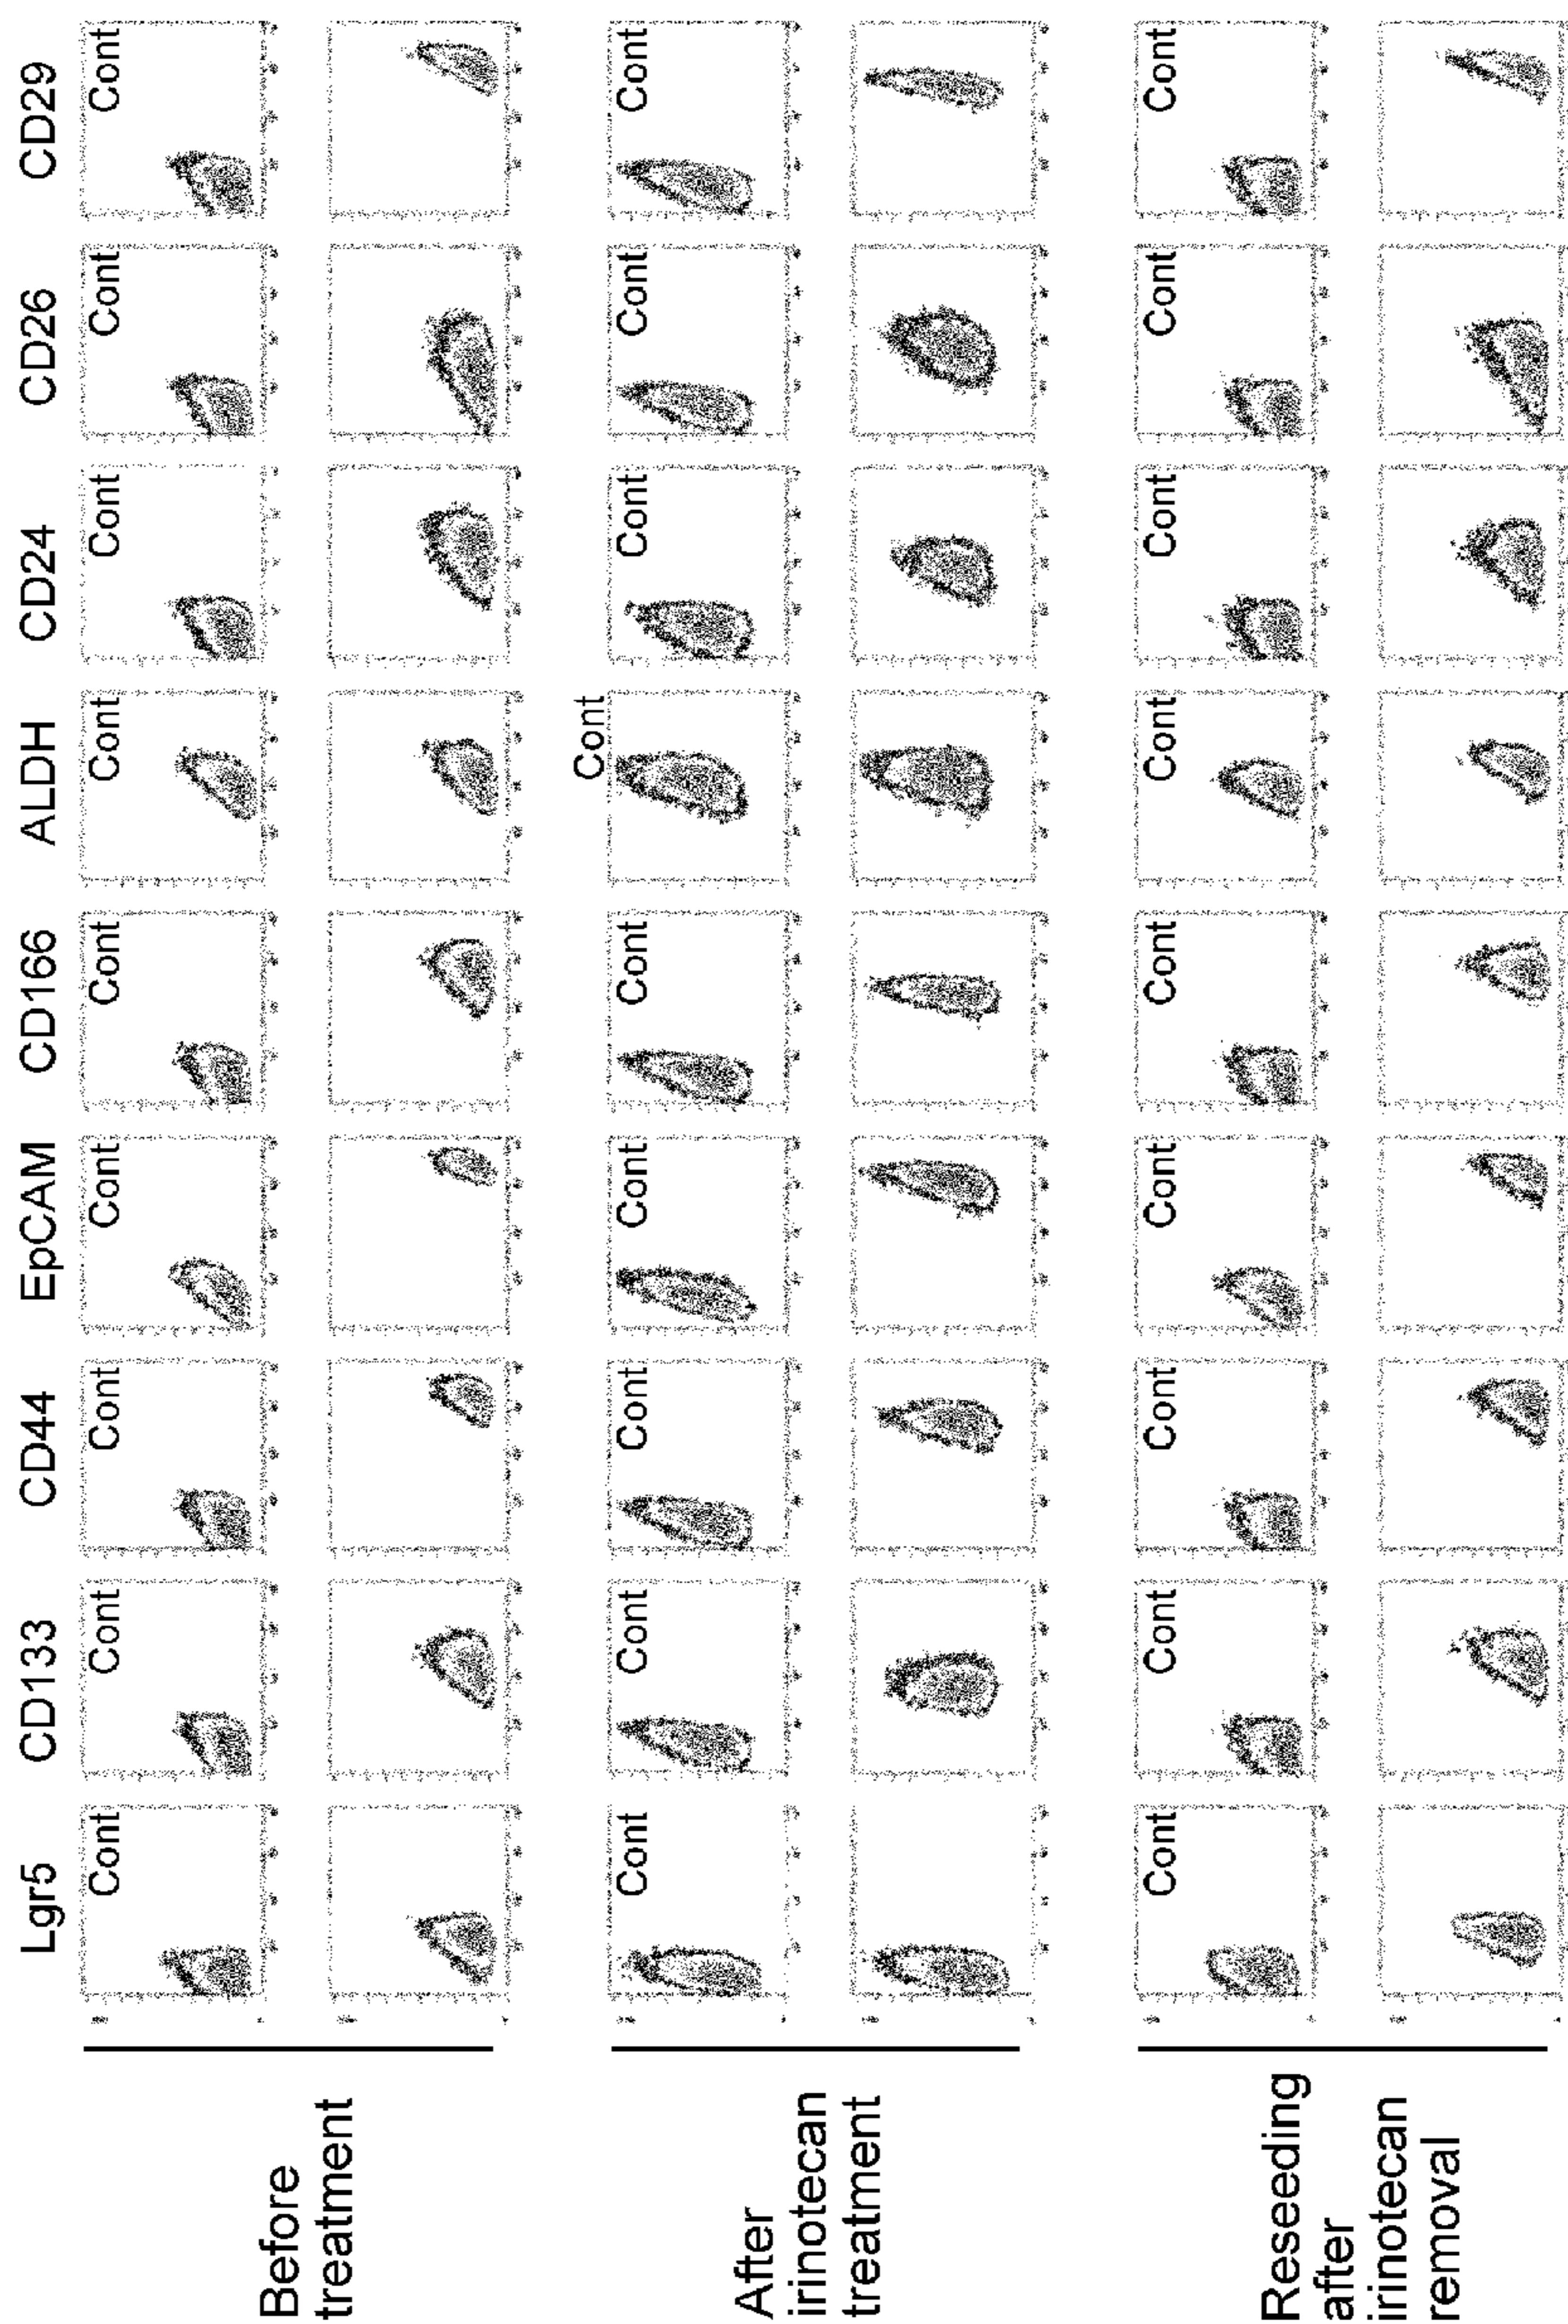 Lgr5 CD133 CD44 EpCAM CD166 ALDH CD24 CD26 CD29
Before
treatment
Cont Cont Cont Cont Cont Cont Cont Cont Cont
After
irinotecan
treatment
Cont Cont Cont Cont Cont Cont Cont Cont Cont
Reseeding
after
irinotecan
removal
Cont Cont Cont Cont Cont Cont Cont Cont Cont